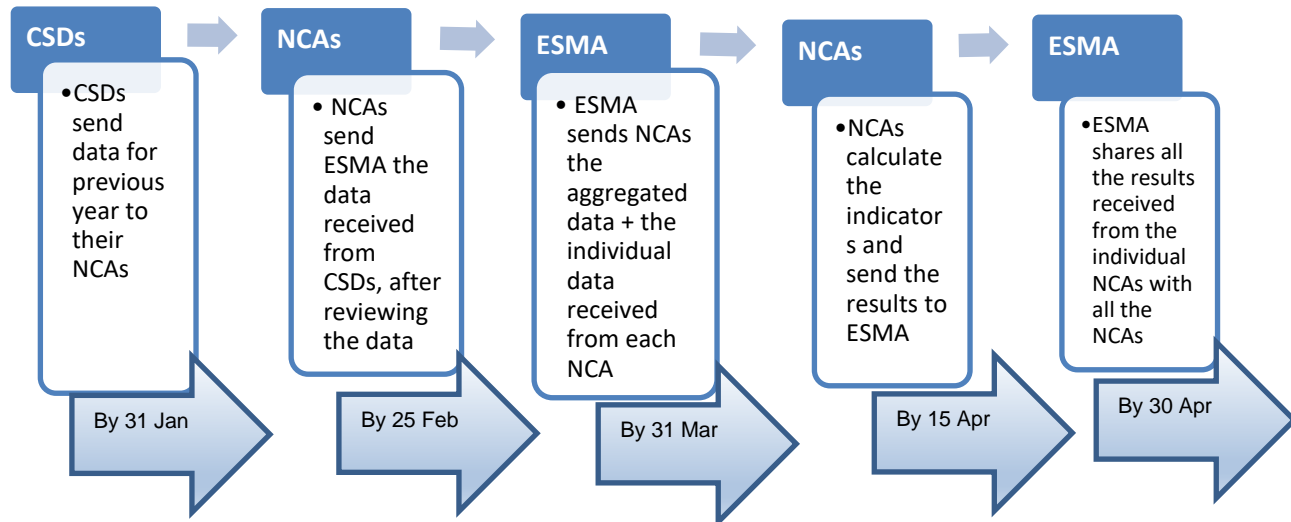 CSDs
•CSDs
send
data for
previous
year to
their
NCAs
By 31 Jan
NCAs
• NCAs
send
ESMA the
data
received
from
CSDs, after
reviewing
the data
By 25 Feb
ESMA
• ESMA
sends NCAs
the
aggregated
data + the
individual
data
received
from each
NCA
By 31 Mar
NCAs
•NCAs
calculate
the
indicator
s and
send the
results to
ESMA
By 15 Apr
ESMA
•ESMA
shares all
the results
received
from the
individual
NCAs with
all the
NCAs
By 30 Apr